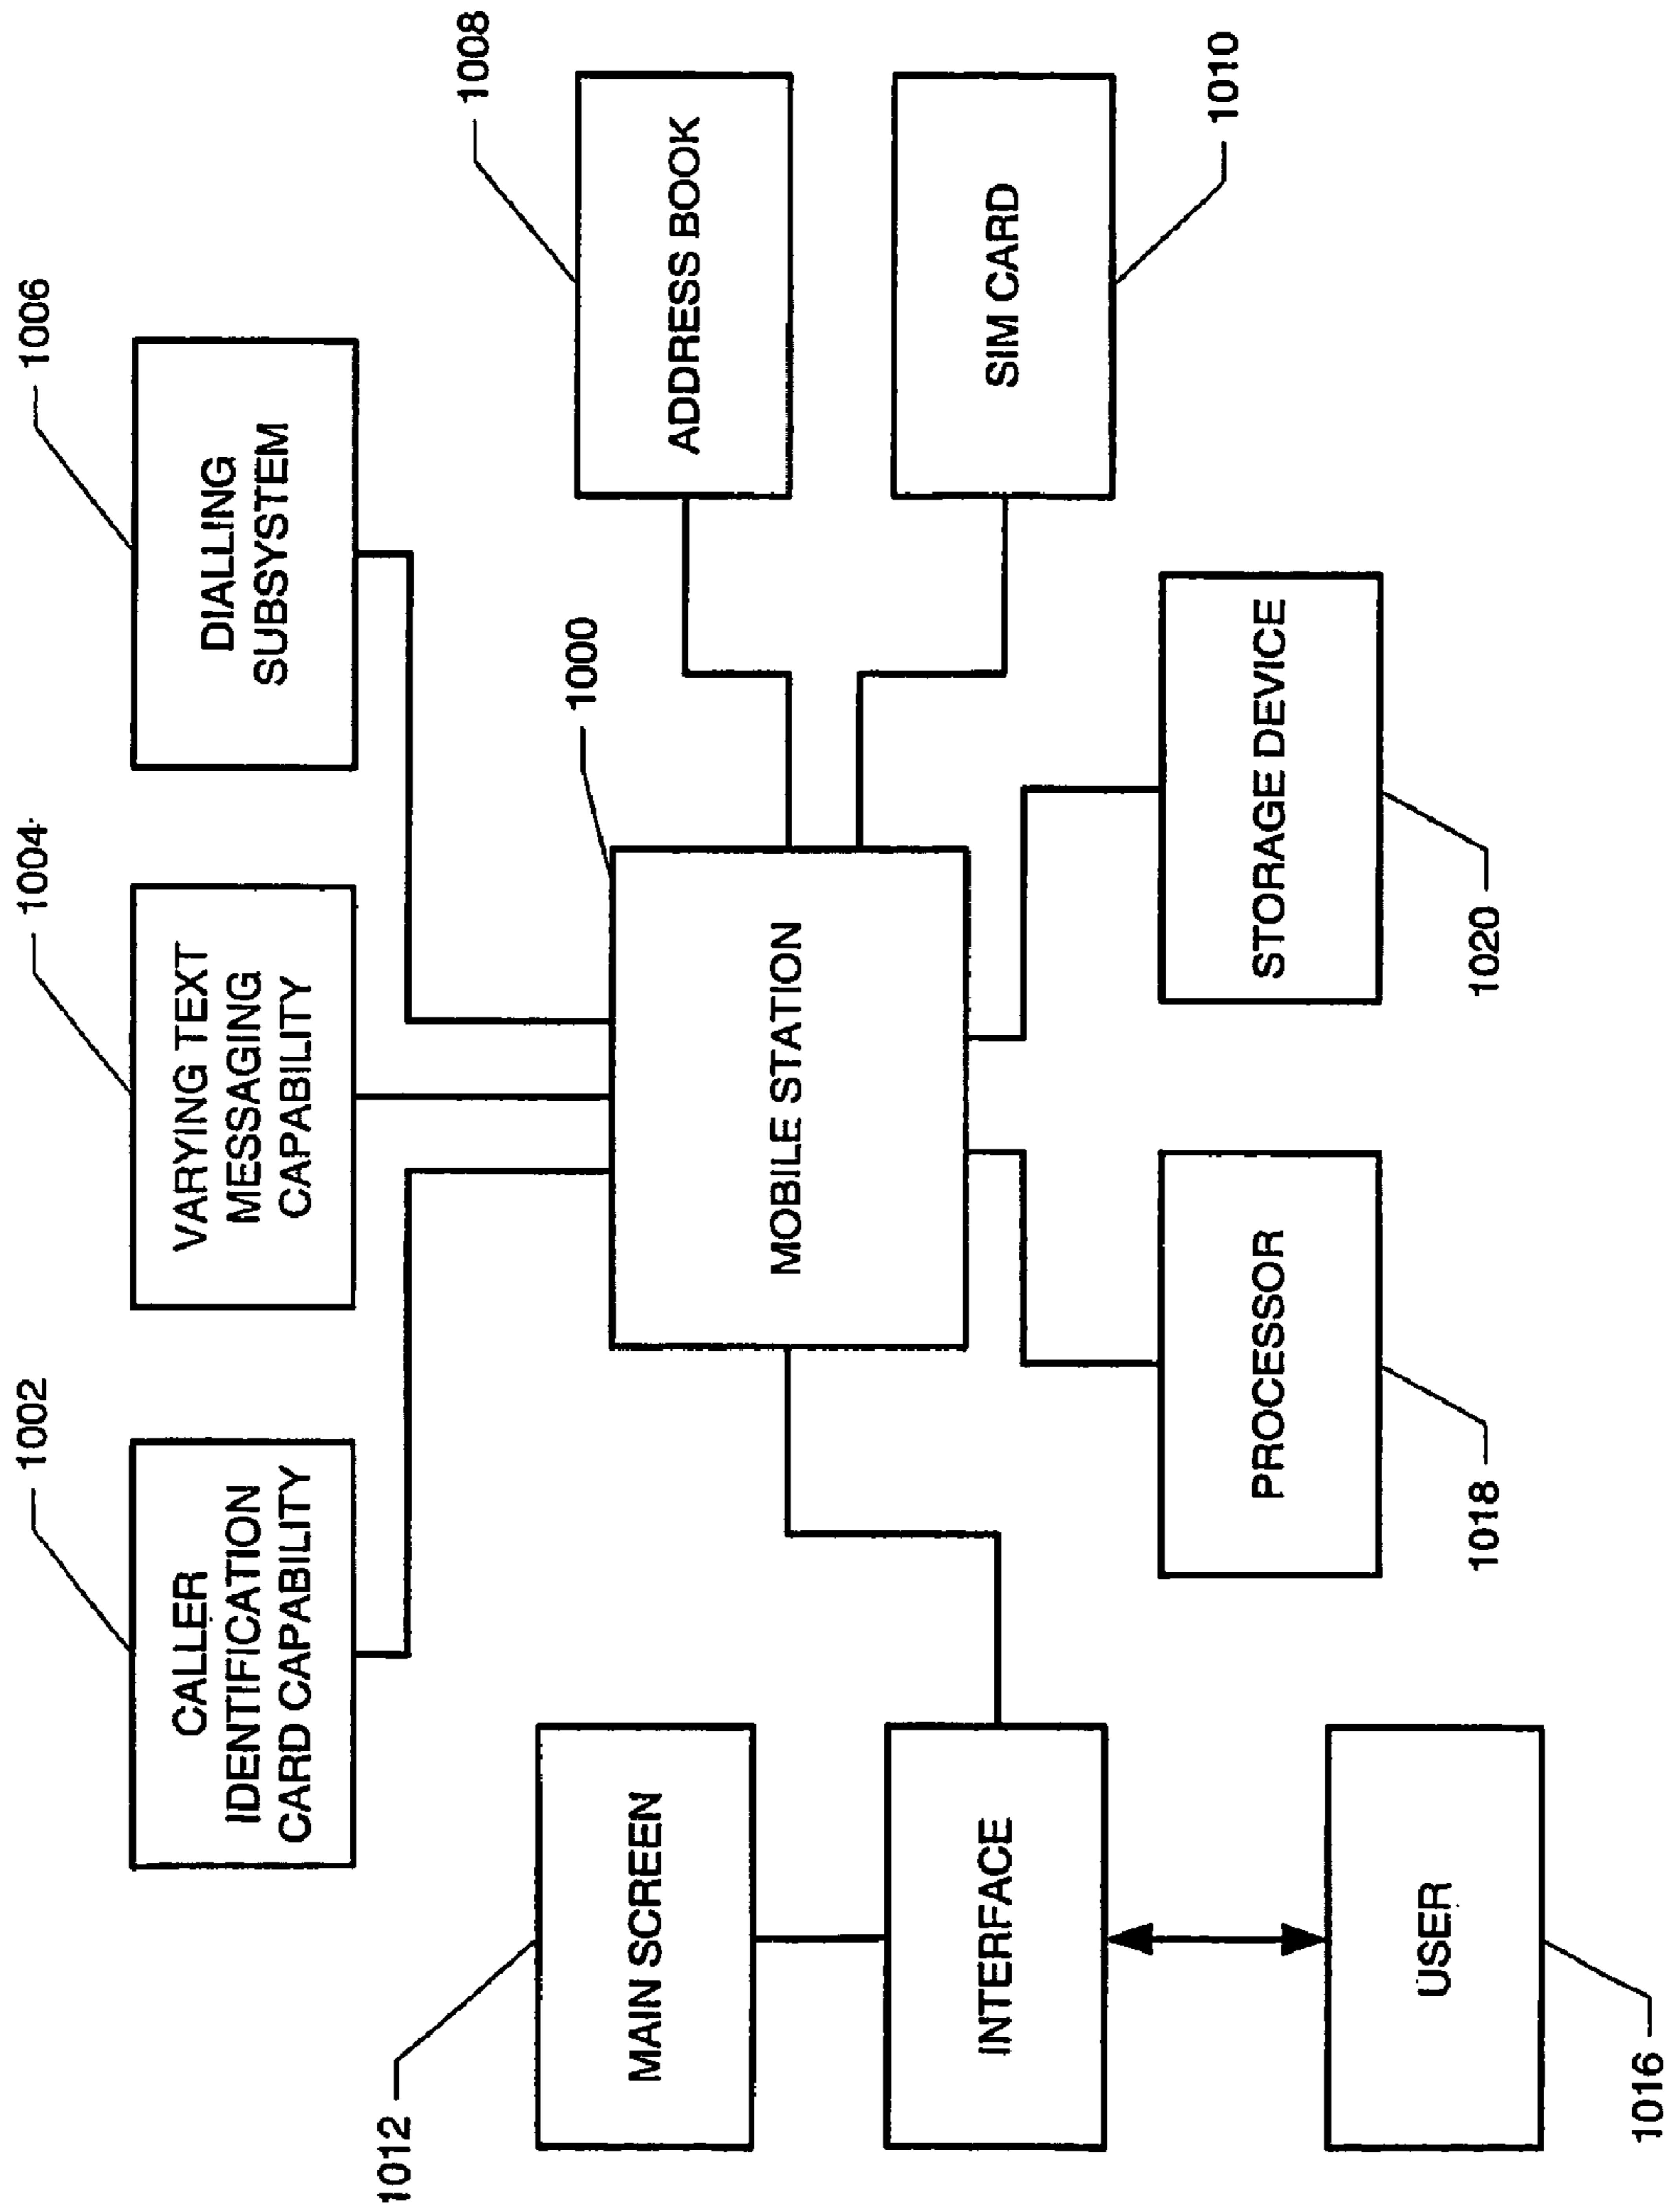 1002
CALLER
IDENTIFICATION
CARD CAPABILITY
1004
VARYING TEXT
MESSAGING
CAPABILITY
1006
DIALLING
SUBSYSTEM
1012
MAIN SCREEN
1000
MOBILE STATION
1008
ADDRESS BOOK
INTERFACE
SIM CARD
1010
USER
1016
PROCESSOR
1018
STORAGE DEVICE
1020